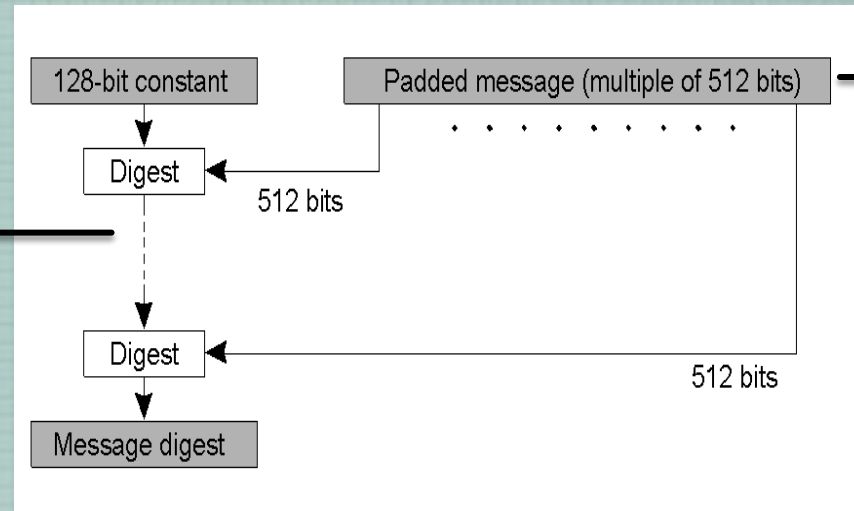 128-bit constant
Padded message (multiple of 512 bits)
Digest
512 bits
Digest
512 bits
Message digest